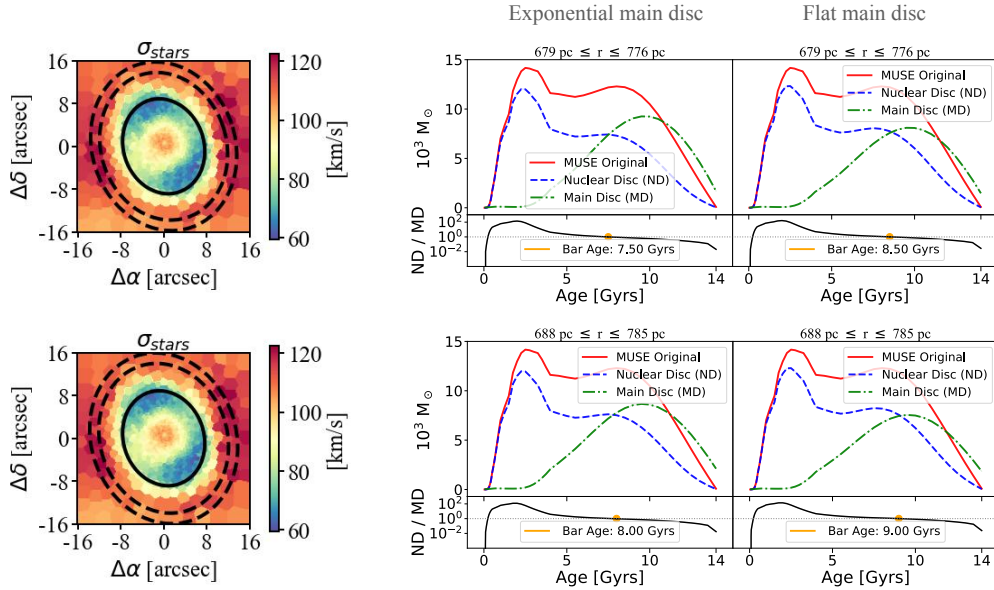 Exponential main disc
Flat main disc
σstars
16
8
0
-8
-16
-16 -8 0 8 16
Δδ [arcsec]
Δα [arcsec]
120
100
80
60
[km/s]
679 pc ≤ r ≤ 776 pc
15
10
5
0
10³ M⊙
MUSE Original
Nuclear Disc (ND)
Main Disc (MD)
10²
10⁰
10⁻²
ND / MD
Bar Age: 7.50 Gyrs
0 5 10 14
Age [Gyrs]
679 pc ≤ r ≤ 776 pc
MUSE Original
Nuclear Disc (ND)
Main Disc (MD)
Bar Age: 8.50 Gyrs
0 5 10 14
Age [Gyrs]
σstars
16
8
0
-8
-16
-16 -8 0 8 16
Δδ [arcsec]
Δα [arcsec]
120
100
80
60
[km/s]
688 pc ≤ r ≤ 785 pc
15
10
5
0
10³ M⊙
MUSE Original
Nuclear Disc (ND)
Main Disc (MD)
10²
10⁰
10⁻²
ND / MD
Bar Age: 8.00 Gyrs
0 5 10 14
Age [Gyrs]
688 pc ≤ r ≤ 785 pc
MUSE Original
Nuclear Disc (ND)
Main Disc (MD)
Bar Age: 9.00 Gyrs
0 5 10 14
Age [Gyrs]